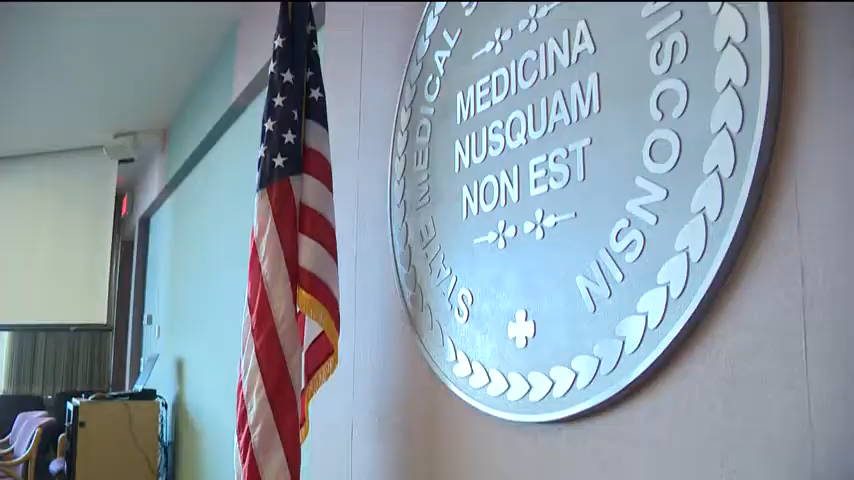 STATE MEDICAL
MEDICINA
NUSQUAM
NON EST
WISCONSIN